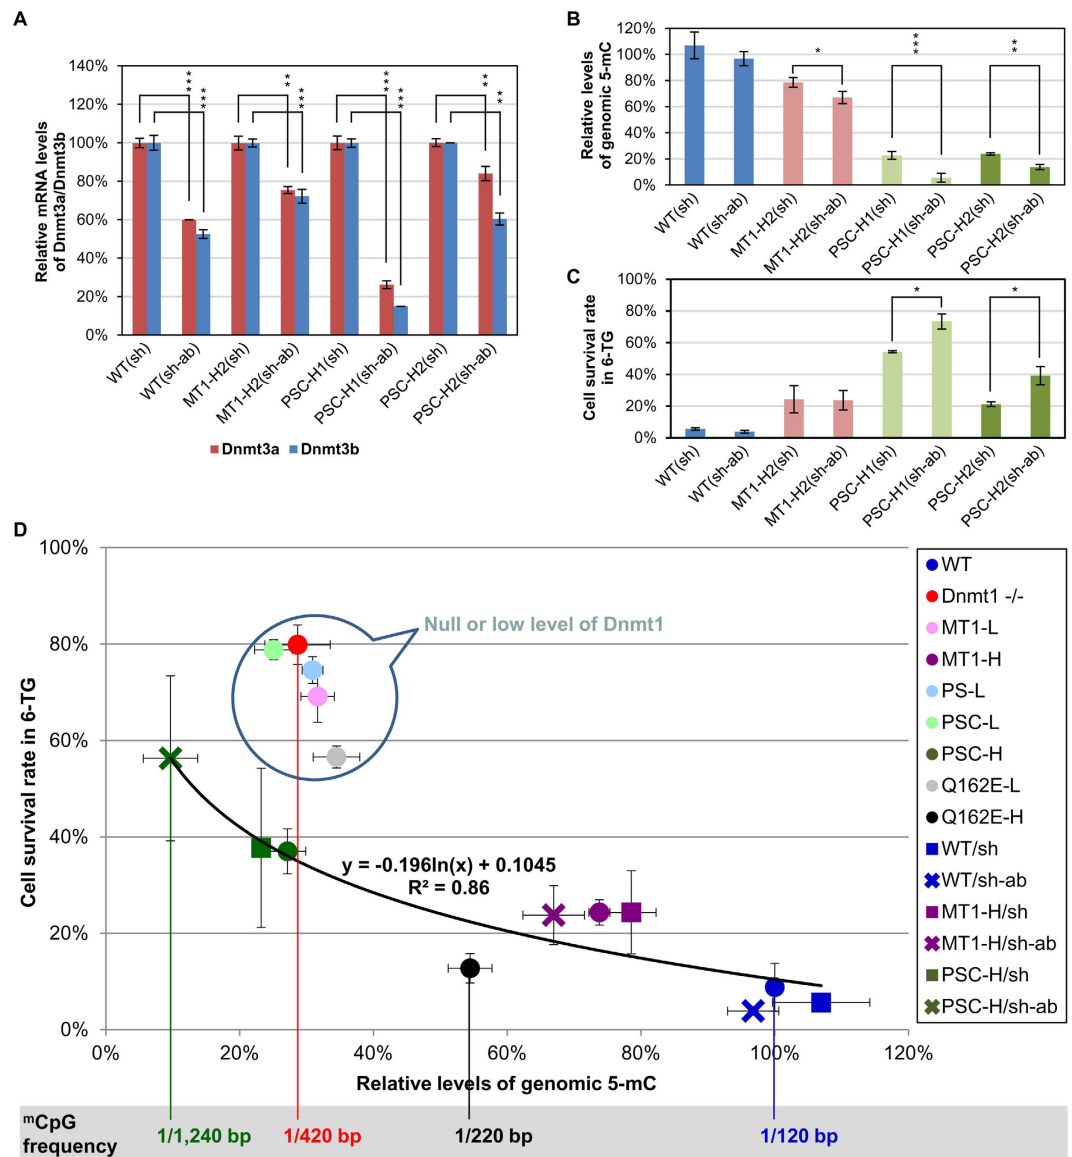 A
Relative mRNA levels
of Dnmt3a/Dnmt3b
140%
120%
100%
80%
60%
40%
20%
0%
***
***
**
***
***
***
**
**
WT(sh)
WT(sh-ab)
MT1-H2(sh)
MT1-H2(sh-ab)
PSC-H1(sh)
PSC-H1(sh-ab)
PSC-H2(sh)
PSC-H2(sh-ab)
Dnmt3a Dnmt3b
B
Relative levels
of genomic 5-mC
120%
100%
80%
60%
40%
20%
0%
*
***
**
WT(sh)
WT(sh-ab)
MT1-H2(sh)
MT1-H2(sh-ab)
PSC-H1(sh)
PSC-H1(sh-ab)
PSC-H2(sh)
PSC-H2(sh-ab)
C
Cell survival rate
in 6-TG
100%
80%
60%
40%
20%
0%
*
*
WT(sh)
WT(sh-ab)
MT1-H2(sh)
MT1-H2(sh-ab)
PSC-H1(sh)
PSC-H1(sh-ab)
PSC-H2(sh)
PSC-H2(sh-ab)
D
Cell survival rate in 6-TG
100%
80%
60%
40%
20%
0%
Null or low level of Dnmt1
y = -0.196ln(x) + 0.1045
R² = 0.86
0% 20% 40% 60% 80% 100% 120%
Relative levels of genomic 5-mC
WT
Dnmt1 -/-
MT1-L
MT1-H
PS-L
PSC-L
PSC-H
Q162E-L
Q162E-H
WT/sh
WT/sh-ab
MT1-H/sh
MT1-H/sh-ab
PSC-H/sh
PSC-H/sh-ab
ᵐCpG
frequency
1/1,240 bp 1/420 bp 1/220 bp 1/120 bp